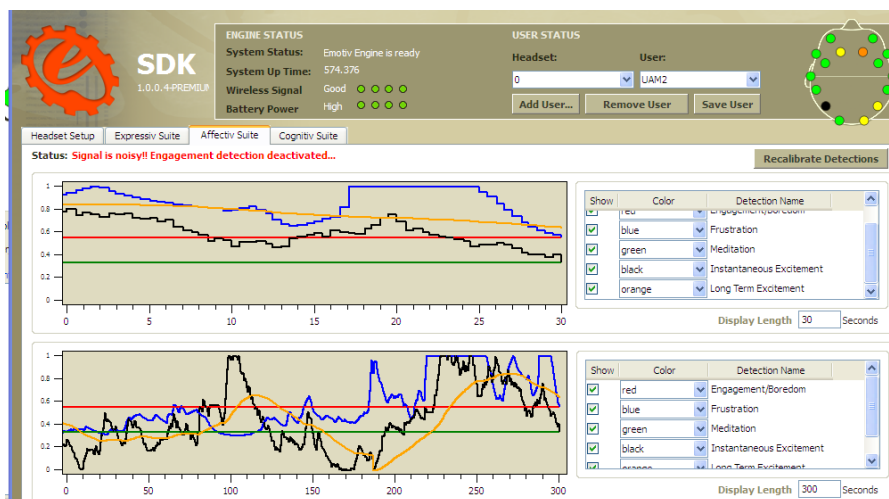 ENGINE STATUS
System Status: Emotiv Engine is ready
System Up Time: 574.376
Wireless Signal Good
Battery Power High
USER STATUS
Headset: User:
0 UAM2
Add User... Remove User Save User
SDK
1.0.0.4-PREMIUM
Headset Setup Expressiv Suite Affectiv Suite Cognitiv Suite
Status: Signal is noisy!! Engagement detection deactivated...
Recalibrate Detections
1
0.8
0.6
0.4
0.2
0
0 5 10 15 20 25 30
Show Color Detection Name
red Engagement/Boredom
blue Frustration
green Meditation
black Instantaneous Excitement
orange Long Term Excitement
Display Length 30 Seconds
1
0.8
0.6
0.4
0.2
0
0 50 100 150 200 250 300
Show Color Detection Name
red Engagement/Boredom
blue Frustration
green Meditation
black Instantaneous Excitement
orange Long Term Excitement
Display Length 300 Seconds